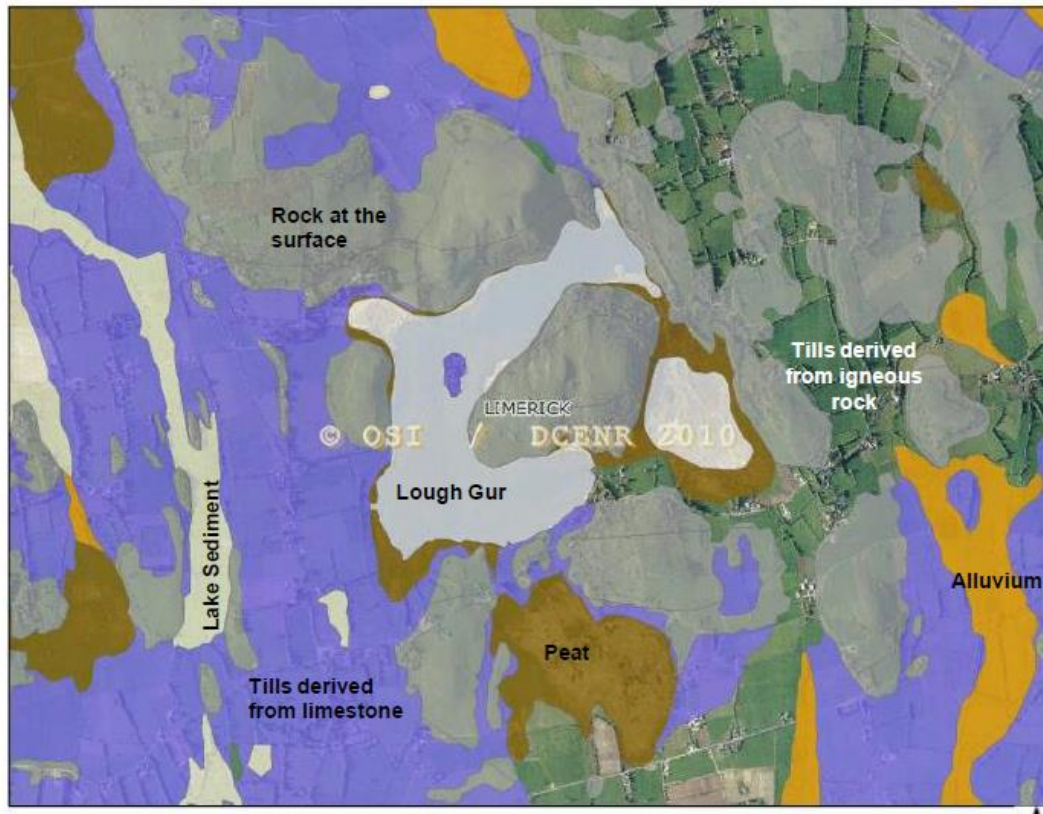 Rock at the
surface
Tills derived
from igneous
rock
LIMERICK
© OSI / DCENR 2010
Lough Gur
Lake Sediment
Alluvium
Peat
Tills derived
from limestone